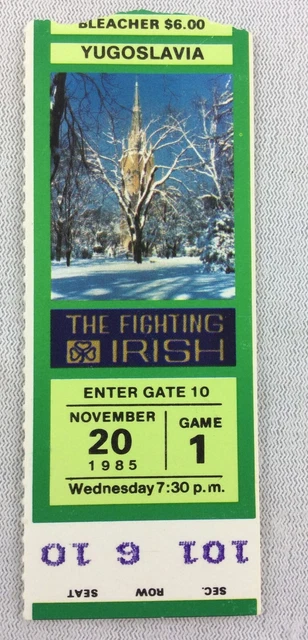 BLEACHER $6.00
YUGOSLAVIA
THE FIGHTING
IRISH
ENTER GATE 10
NOVEMBER
20
1985
GAME
1
Wednesday 7:30 p.m.
SEC. ROW SEAT
101 9 10